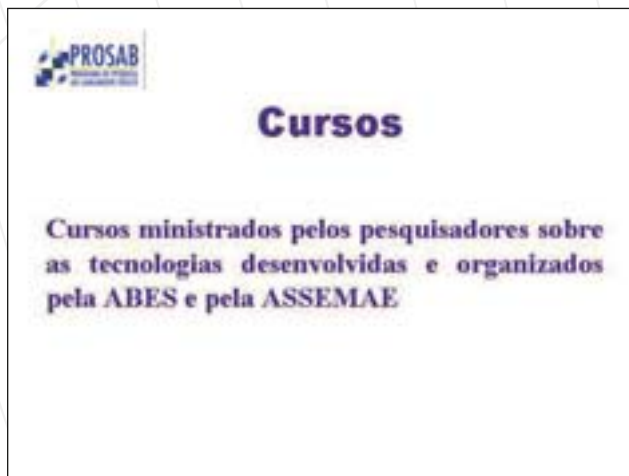 PROSAB
Cursos
Cursos ministrados pelos pesquisadores sobre
as tecnologias desenvolvidas e organizados
pela ABES e pela ASSEMAE